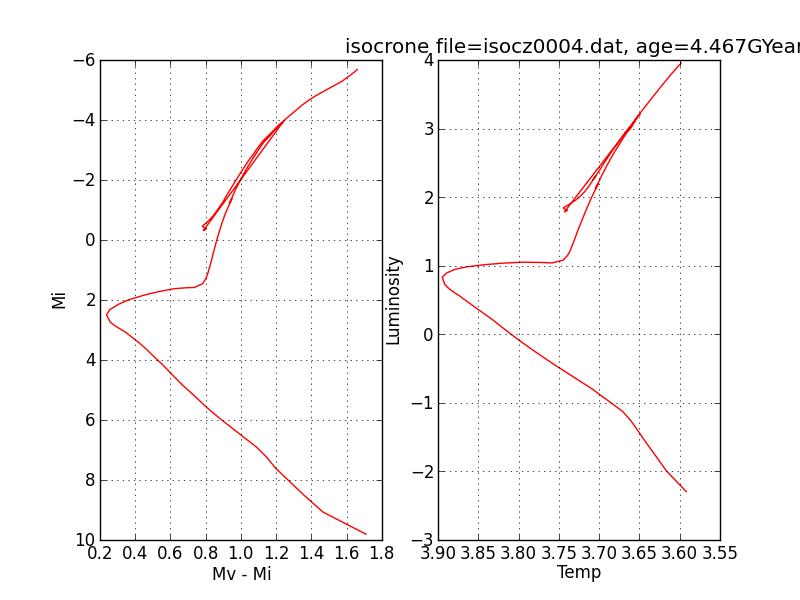 isocrone file=isocz0004.dat, age=4.467GYear
−6
−4
−2
0
2
4
6
8
10
Mi
0.2 0.4 0.6 0.8 1.0 1.2 1.4 1.6 1.8
Mv - Mi
4
3
2
1
0
−1
−2
−3
Luminosity
3.90 3.85 3.80 3.75 3.70 3.65 3.60 3.55
Temp